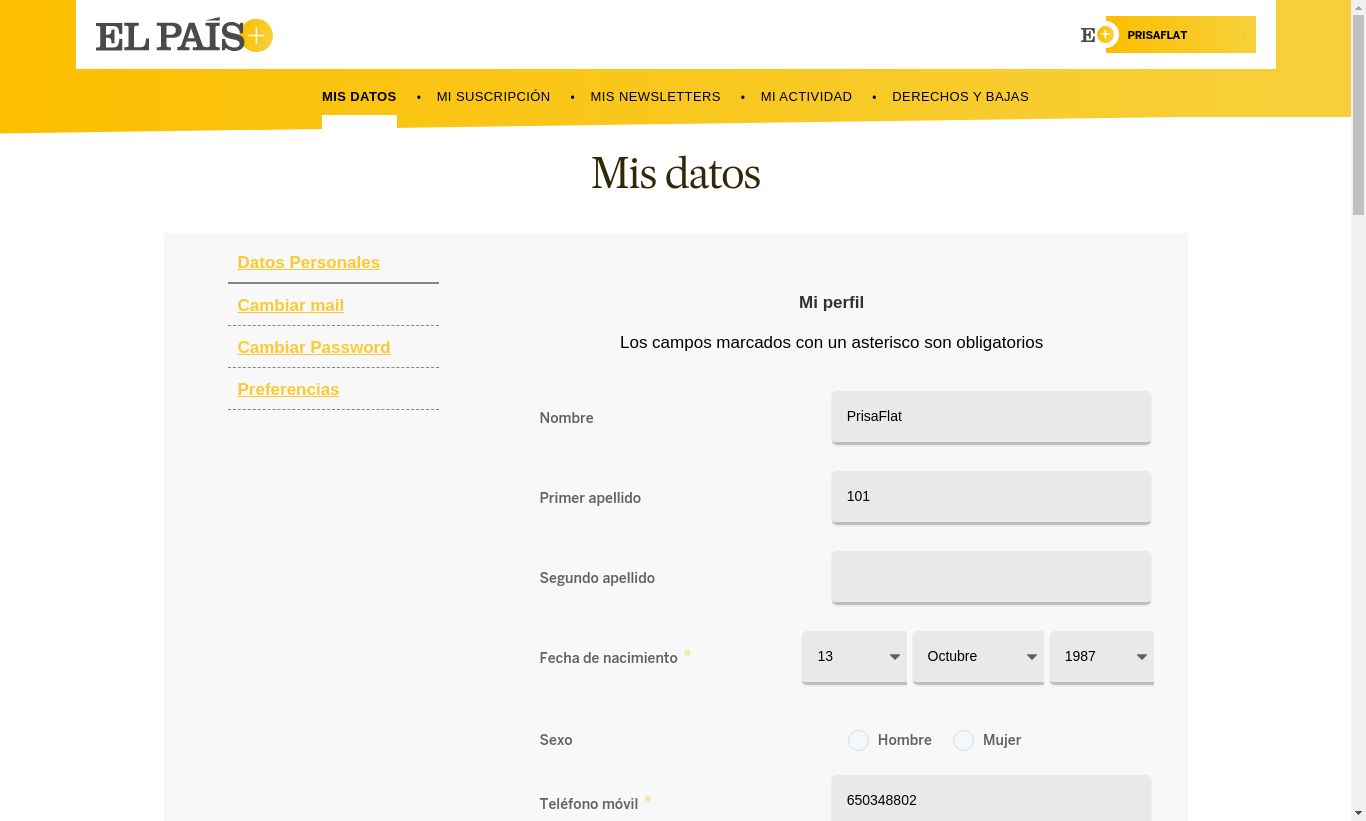 EL PAÍS+
E+ PRISAFLAT
MIS DATOS • MI SUSCRIPCIÓN • MIS NEWSLETTERS • MI ACTIVIDAD • DERECHOS Y BAJAS
Mis datos
Datos Personales
Cambiar mail
Cambiar Password
Preferencias
Mi perfil
Los campos marcados con un asterisco son obligatorios
Nombre PrisaFlat
Primer apellido 101
Segundo apellido
Fecha de nacimiento * 13 Octubre 1987
Sexo Hombre Mujer
Teléfono móvil * 650348802